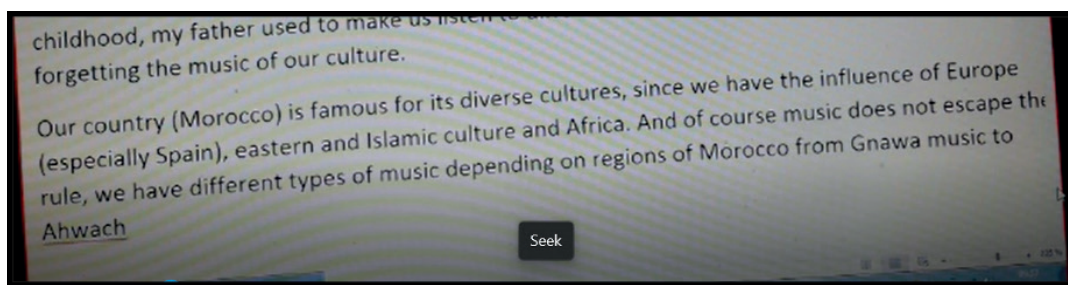 childhood, my father used to make us listen to
forgetting the music of our culture.
Our country (Morocco) is famous for its diverse cultures, since we have the influence of Europe
(especially Spain), eastern and Islamic culture and Africa. And of course music does not escape the
rule, we have different types of music depending on regions of Morocco from Gnawa music to
Ahwach
Seek